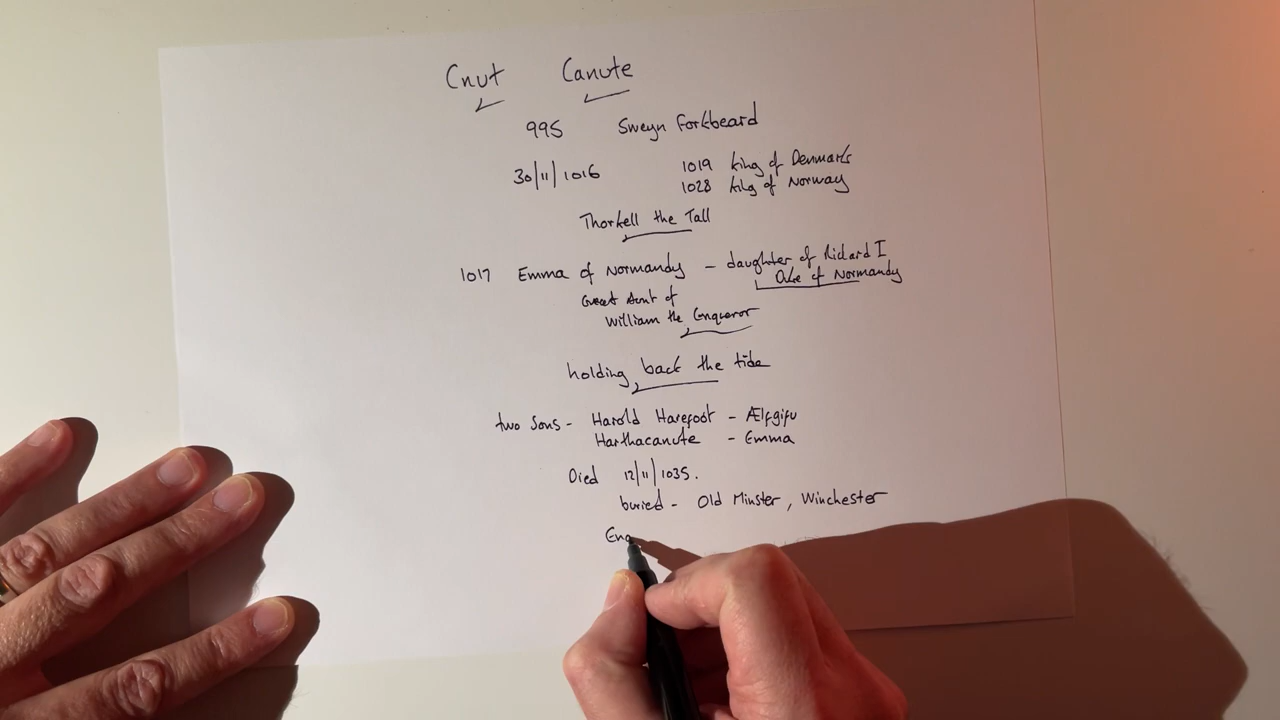 Cnut Canute
995 Sweyn Forkbeard
30/11/1016 1019 King of Denmark
1028 King of Norway
Thorkell the Tall
1017 Emma of Normandy - daughter of Richard I
Duke of Normandy
Great Aunt of
William the Conqueror
holding back the tide
two sons - Harold Harefoot - Ælfgifu
Harthacanute - Emma
Died 12/11/1035.
buried - Old Minster, Winchester